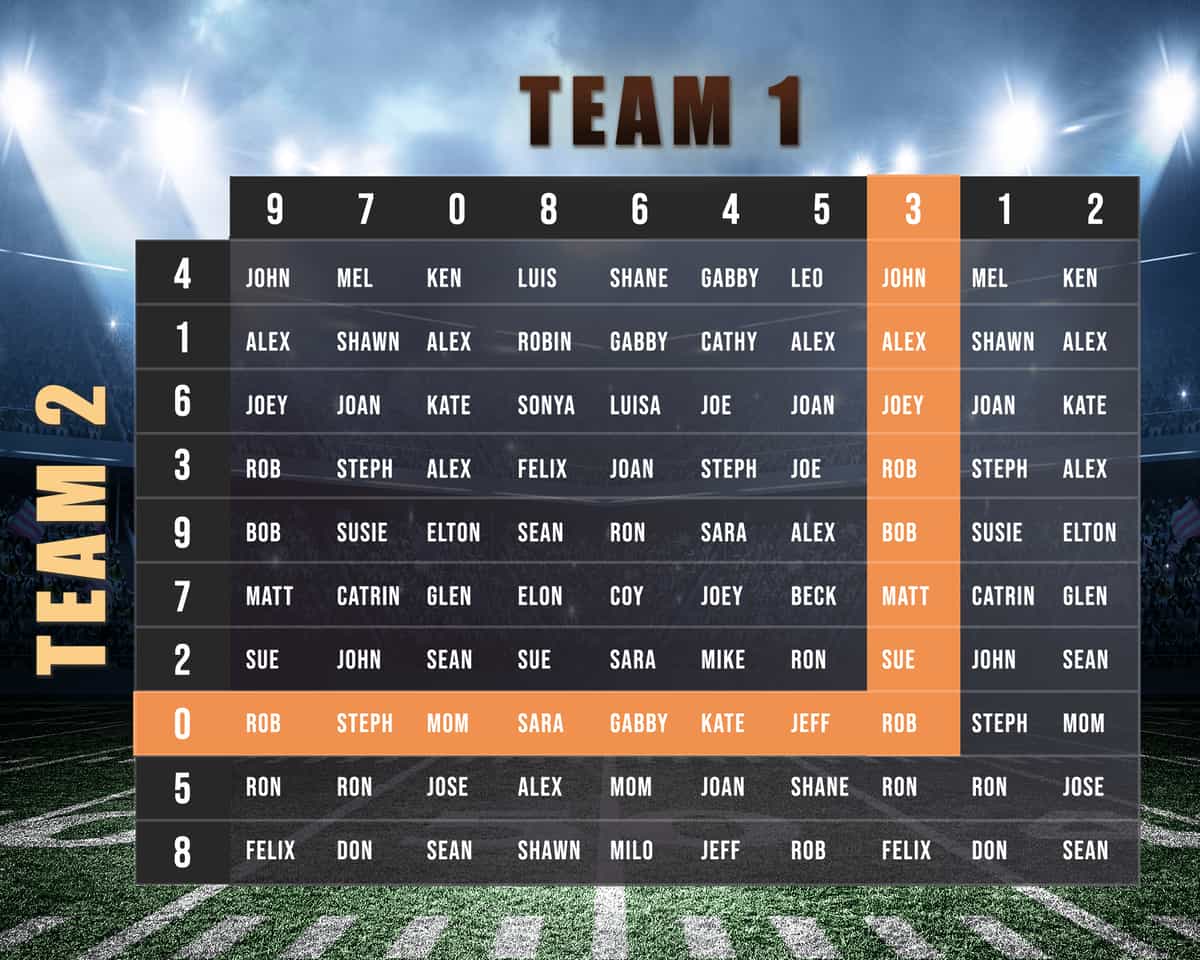 TEAM 1
TEAM 2
9 7 0 8 6 4 5 3 1 2
4 JOHN MEL KEN LUIS SHANE GABBY LEO JOHN MEL KEN
1 ALEX SHAWN ALEX ROBIN GABBY CATHY ALEX ALEX SHAWN ALEX
6 JOEY JOAN KATE SONYA LUISA JOE JOAN JOEY JOAN KATE
3 ROB STEPH ALEX FELIX JOAN STEPH JOE ROB STEPH ALEX
9 BOB SUSIE ELTON SEAN RON SARA ALEX BOB SUSIE ELTON
7 MATT CATRIN GLEN ELON COY JOEY BECK MATT CATRIN GLEN
2 SUE JOHN SEAN SUE SARA MIKE RON SUE JOHN SEAN
0 ROB STEPH MOM SARA GABBY KATE JEFF ROB STEPH MOM
5 RON RON JOSE ALEX MOM JOAN SHANE RON RON JOSE
8 FELIX DON SEAN SHAWN MILO JEFF ROB FELIX DON SEAN